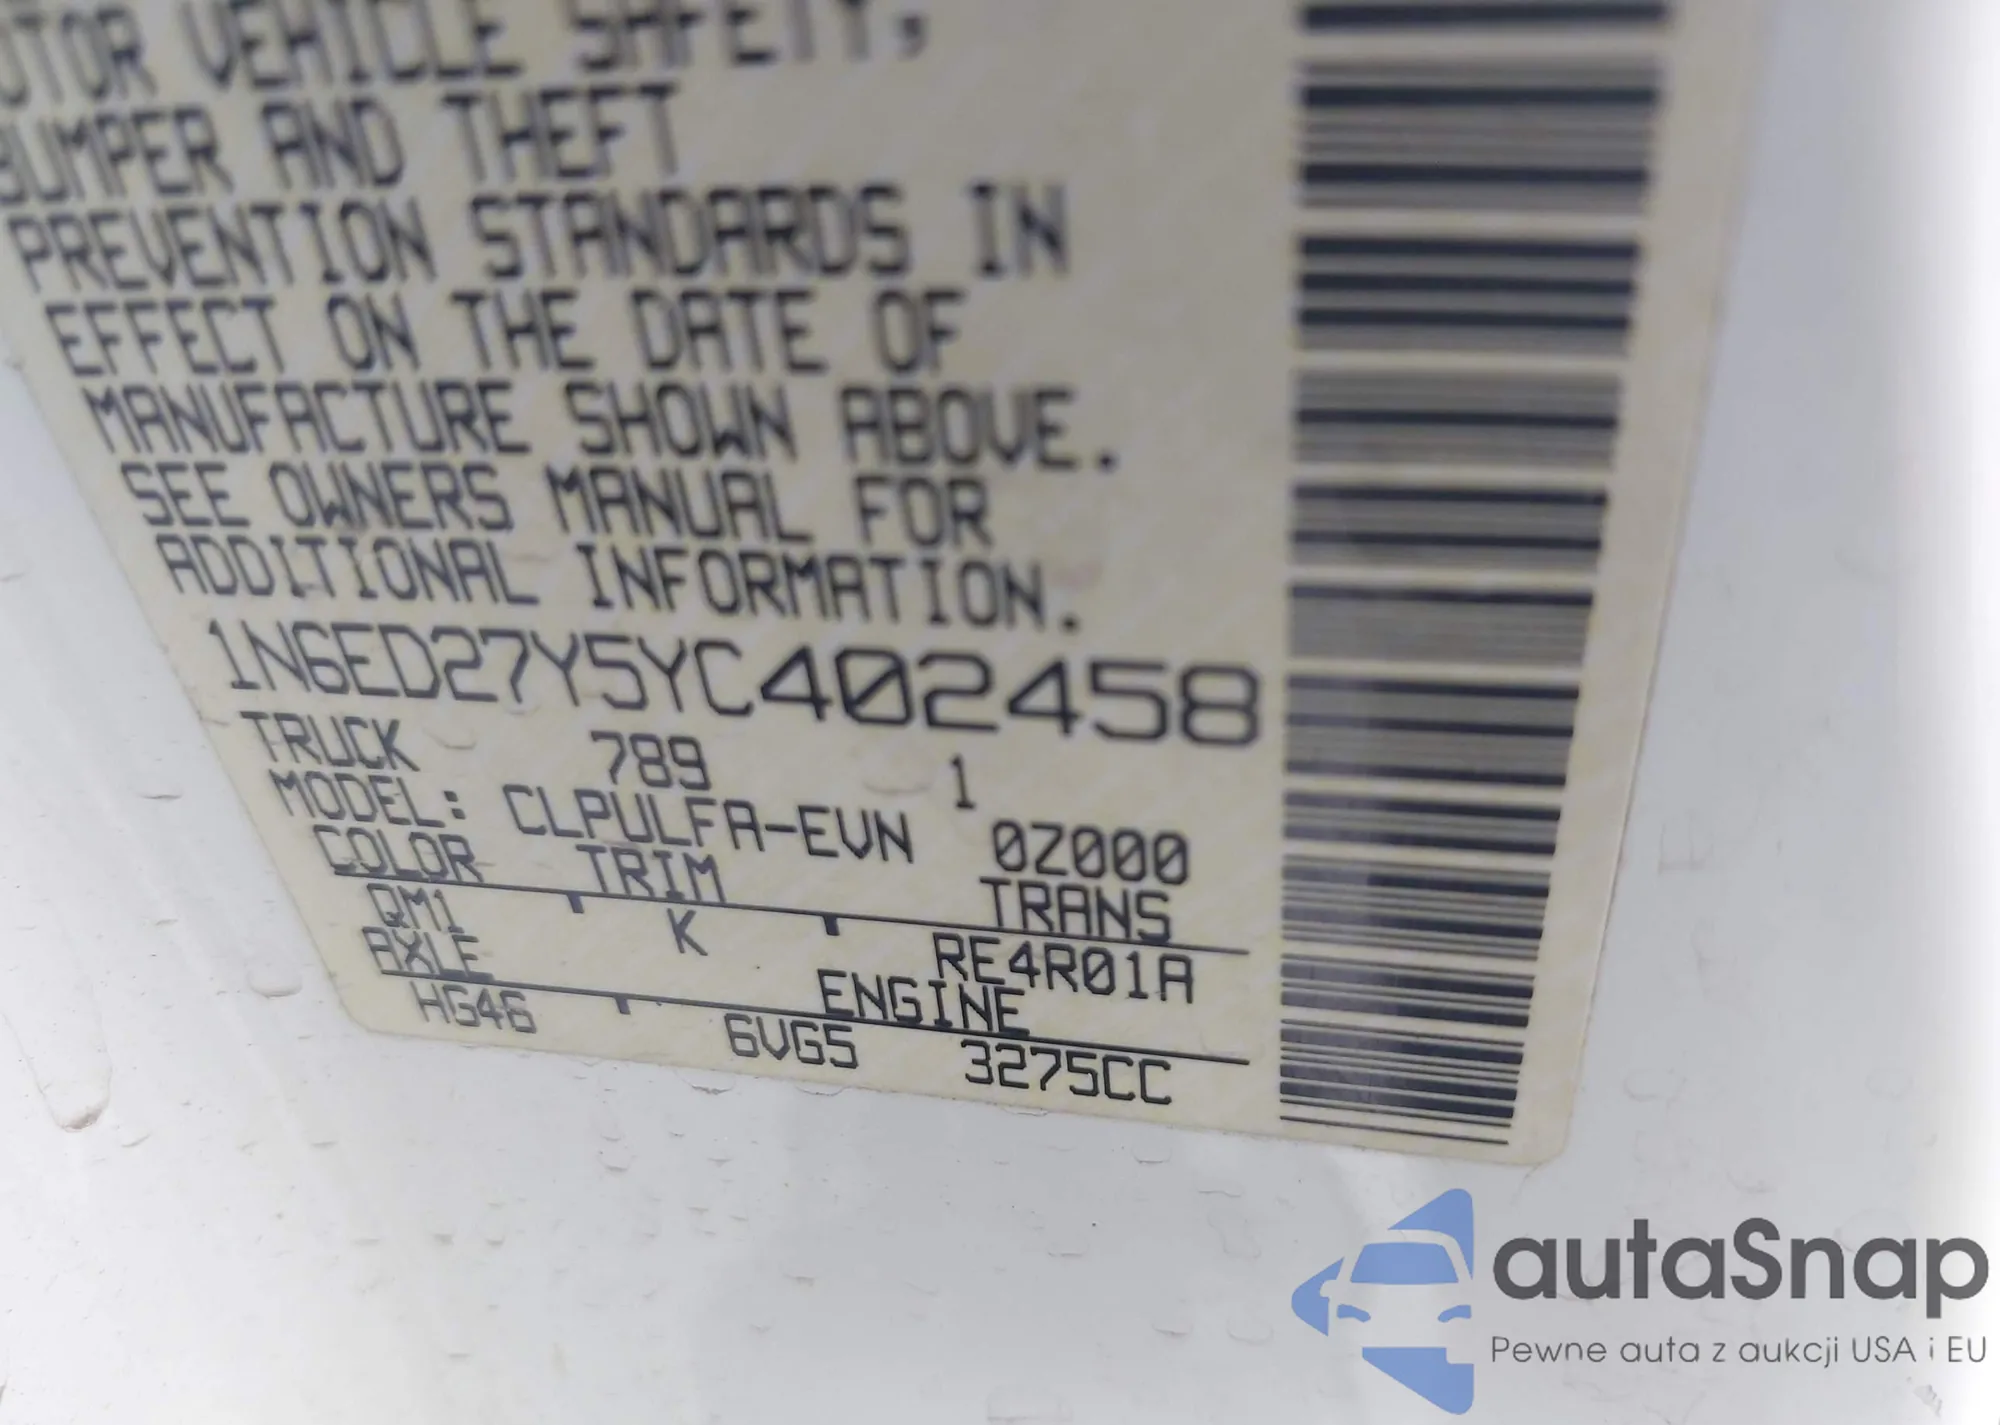 MOTOR VEHICLE SAFETY,
BUMPER AND THEFT
PREVENTION STANDARDS IN
EFFECT ON THE DATE OF
MANUFACTURE SHOWN ABOVE.
SEE OWNERS MANUAL FOR
ADDITIONAL INFORMATION.
1N6ED27Y5YC402458
TRUCK 789 1
MODEL: CLPULFA-EVN 0Z000
COLOR TRIM TRANS
QM1 K RE4R01A
AXLE ENGINE
HG46 6VG5 3275CC
autaSnap
Pewne auta z aukcji USA i EU